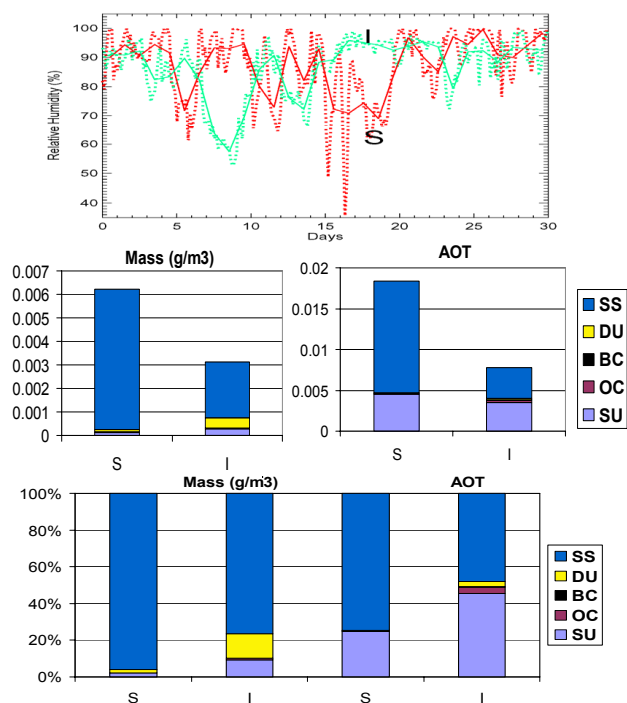 100
90
80
70
60
50
40
Relative Humidity (%)
I
S
0 5 10 15 20 25 30
Days
Mass (g/m3)
0.007
0.006
0.005
0.004
0.003
0.002
0.001
0
S I
AOT
0.02
0.015
0.01
0.005
0
S I
SS
DU
BC
OC
SU
Mass (g/m3) AOT
100%
80%
60%
40%
20%
0%
S I S I
SS
DU
BC
OC
SU